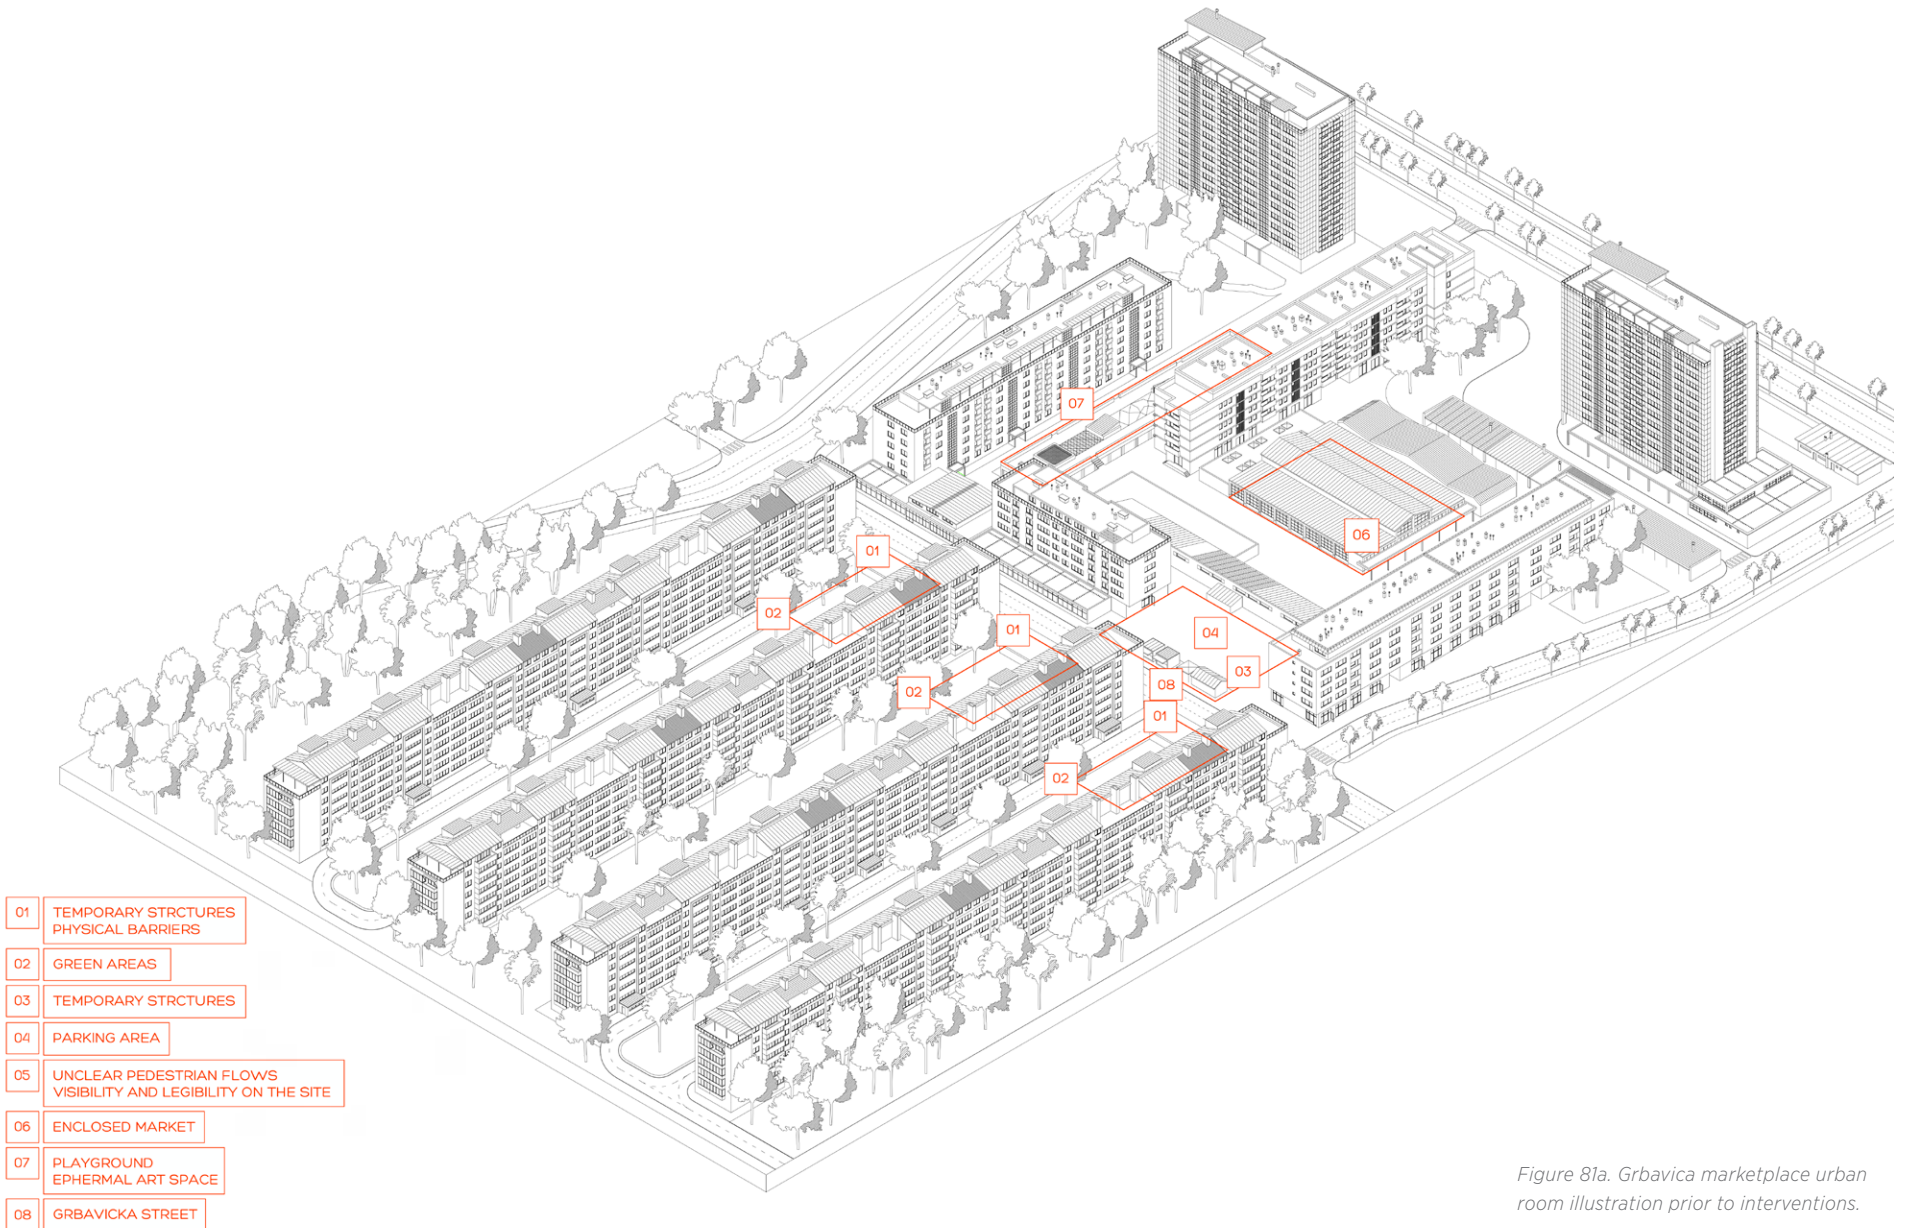 07
06
01
02
01
04
02
03
08
01
02
01 TEMPORARY STRCTURES
PHYSICAL BARRIERS
02 GREEN AREAS
03 TEMPORARY STRCTURES
04 PARKING AREA
05 UNCLEAR PEDESTRIAN FLOWS
VISIBILITY AND LEGIBILITY ON THE SITE
06 ENCLOSED MARKET
07 PLAYGROUND
EPHERMAL ART SPACE
08 GRBAVICKA STREET
Figure 81a. Grbavica marketplace urban
room illustration prior to interventions.